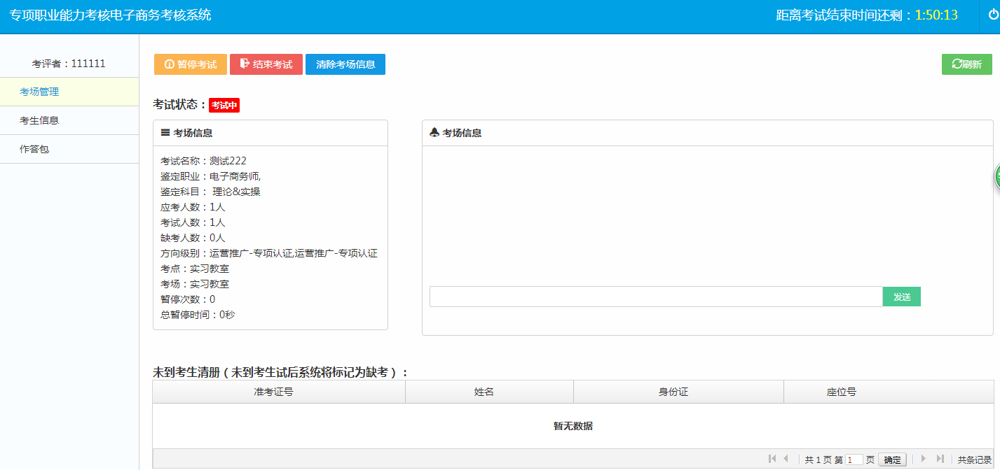 专项职业能力考核电子商务考核系统
距离考试结束时间还剩：1:50:13
考评者：111111
考场管理
考生信息
作答包
暂停考试 结束考试 清除考场信息 刷新
考试状态：考试中
考场信息
考试名称：测试222
鉴定职业：电子商务师,
鉴定科目： 理论&实操
应考人数：1人
考试人数：1人
缺考人数：0人
方向级别：运营推广-专项认证,运营推广-专项认证
考点：实习教室
考场：实习教室
暂停次数：0
总暂停时间：0秒
考场信息
发送
未到考生清册（未到考生试后系统将标记为缺考）：
准考证号 姓名 身份证 座位号
暂无数据
共 1 页 第 1 页 确定 共条记录